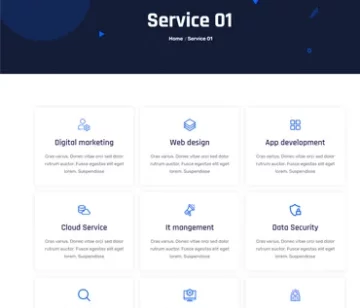 Service 01
Home / Service 01
Digital marketing
Cras varius. Donec vitae orci sed dolor
rutrum auctor. Fusce egestas elit eget
lorem. Suspendisse
Web design
Cras varius. Donec vitae orci sed dolor
rutrum auctor. Fusce egestas elit eget
lorem. Suspendisse
App development
Cras varius. Donec vitae orci sed dolor
rutrum auctor. Fusce egestas elit eget
lorem. Suspendisse
Cloud Service
Cras varius. Donec vitae orci sed dolor
rutrum auctor. Fusce egestas elit eget
lorem. Suspendisse
It mangement
Cras varius. Donec vitae orci sed dolor
rutrum auctor. Fusce egestas elit eget
lorem. Suspendisse
Data Security
Cras varius. Donec vitae orci sed dolor
rutrum auctor. Fusce egestas elit eget
lorem. Suspendisse